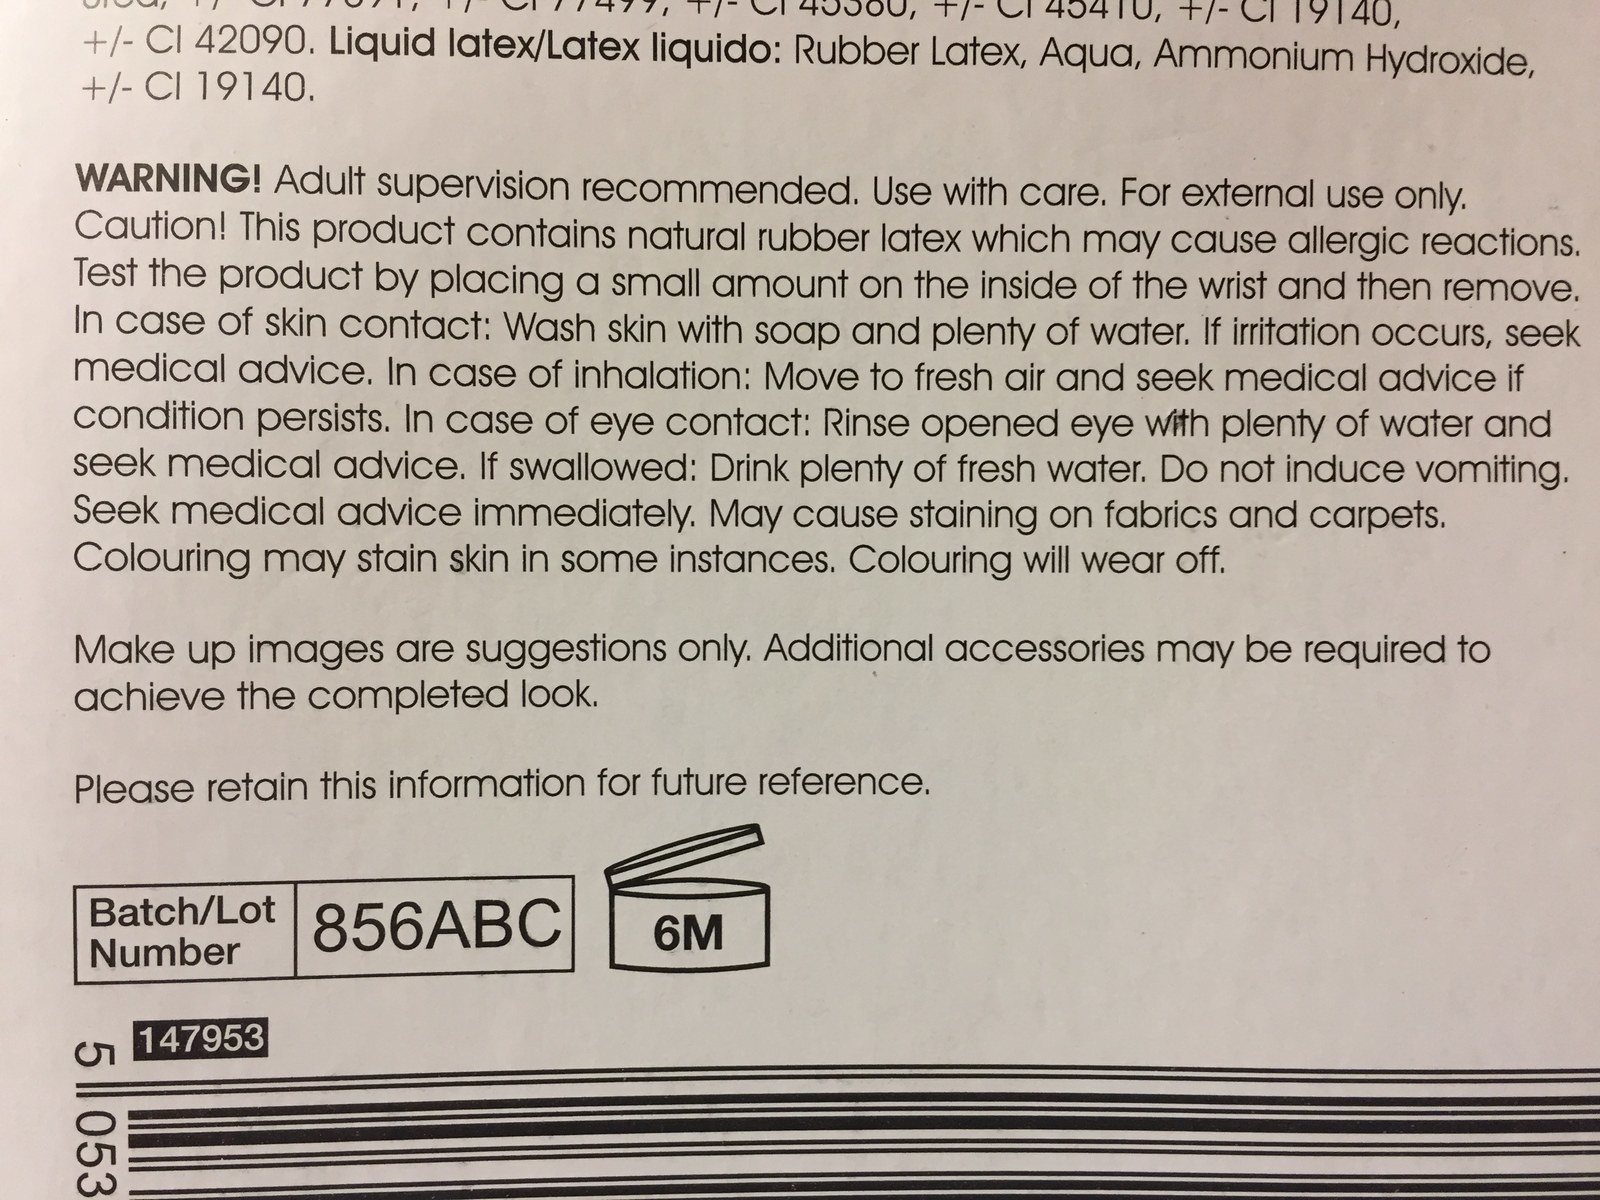 +/- CI 77499, +/- CI 45380, +/- CI 45410, +/- CI 19140,
+/- CI 42090. Liquid latex/Latex liquido: Rubber Latex, Aqua, Ammonium Hydroxide,
+/- CI 19140.
WARNING! Adult supervision recommended. Use with care. For external use only.
Caution! This product contains natural rubber latex which may cause allergic reactions.
Test the product by placing a small amount on the inside of the wrist and then remove.
In case of skin contact: Wash skin with soap and plenty of water. If irritation occurs, seek
medical advice. In case of inhalation: Move to fresh air and seek medical advice if
condition persists. In case of eye contact: Rinse opened eye with plenty of water and
seek medical advice. If swallowed: Drink plenty of fresh water. Do not induce vomiting.
Seek medical advice immediately. May cause staining on fabrics and carpets.
Colouring may stain skin in some instances. Colouring will wear off.
Make up images are suggestions only. Additional accessories may be required to
achieve the completed look.
Please retain this information for future reference.
Batch/Lot
Number
856ABC
6M
147953
5 053